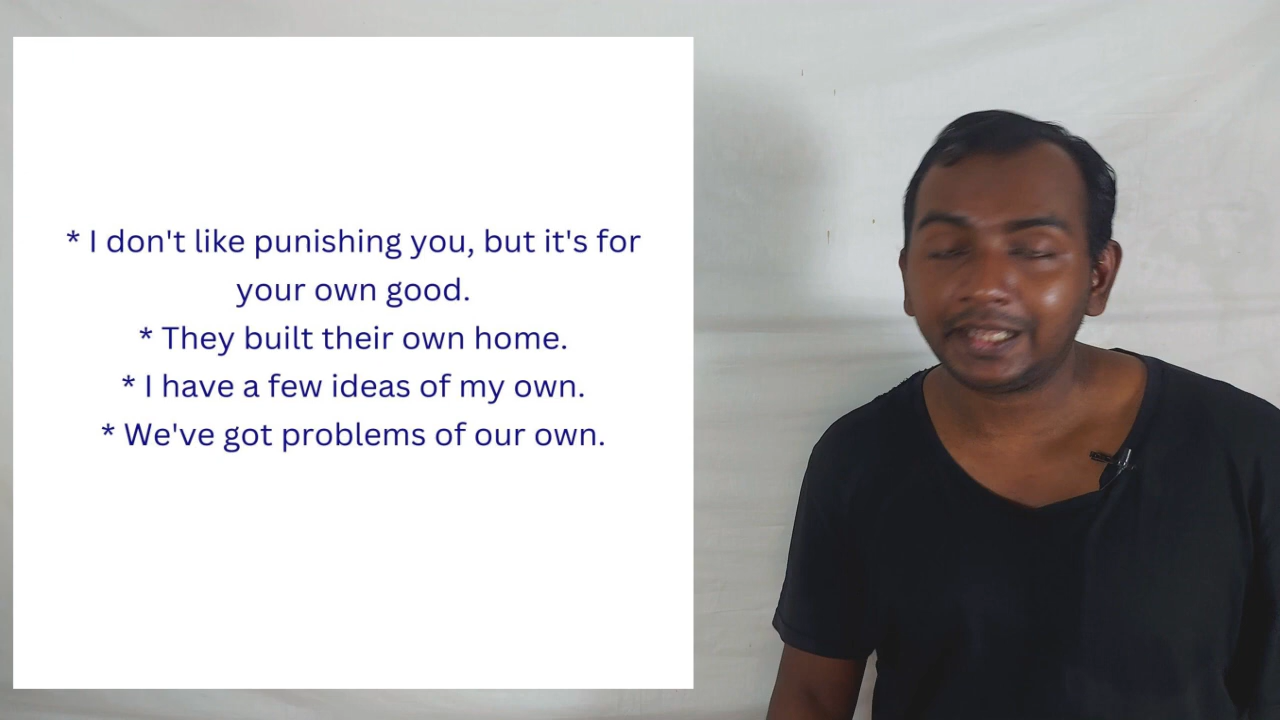 * I don't like punishing you, but it's for
your own good.
* They built their own home.
* I have a few ideas of my own.
* We've got problems of our own.